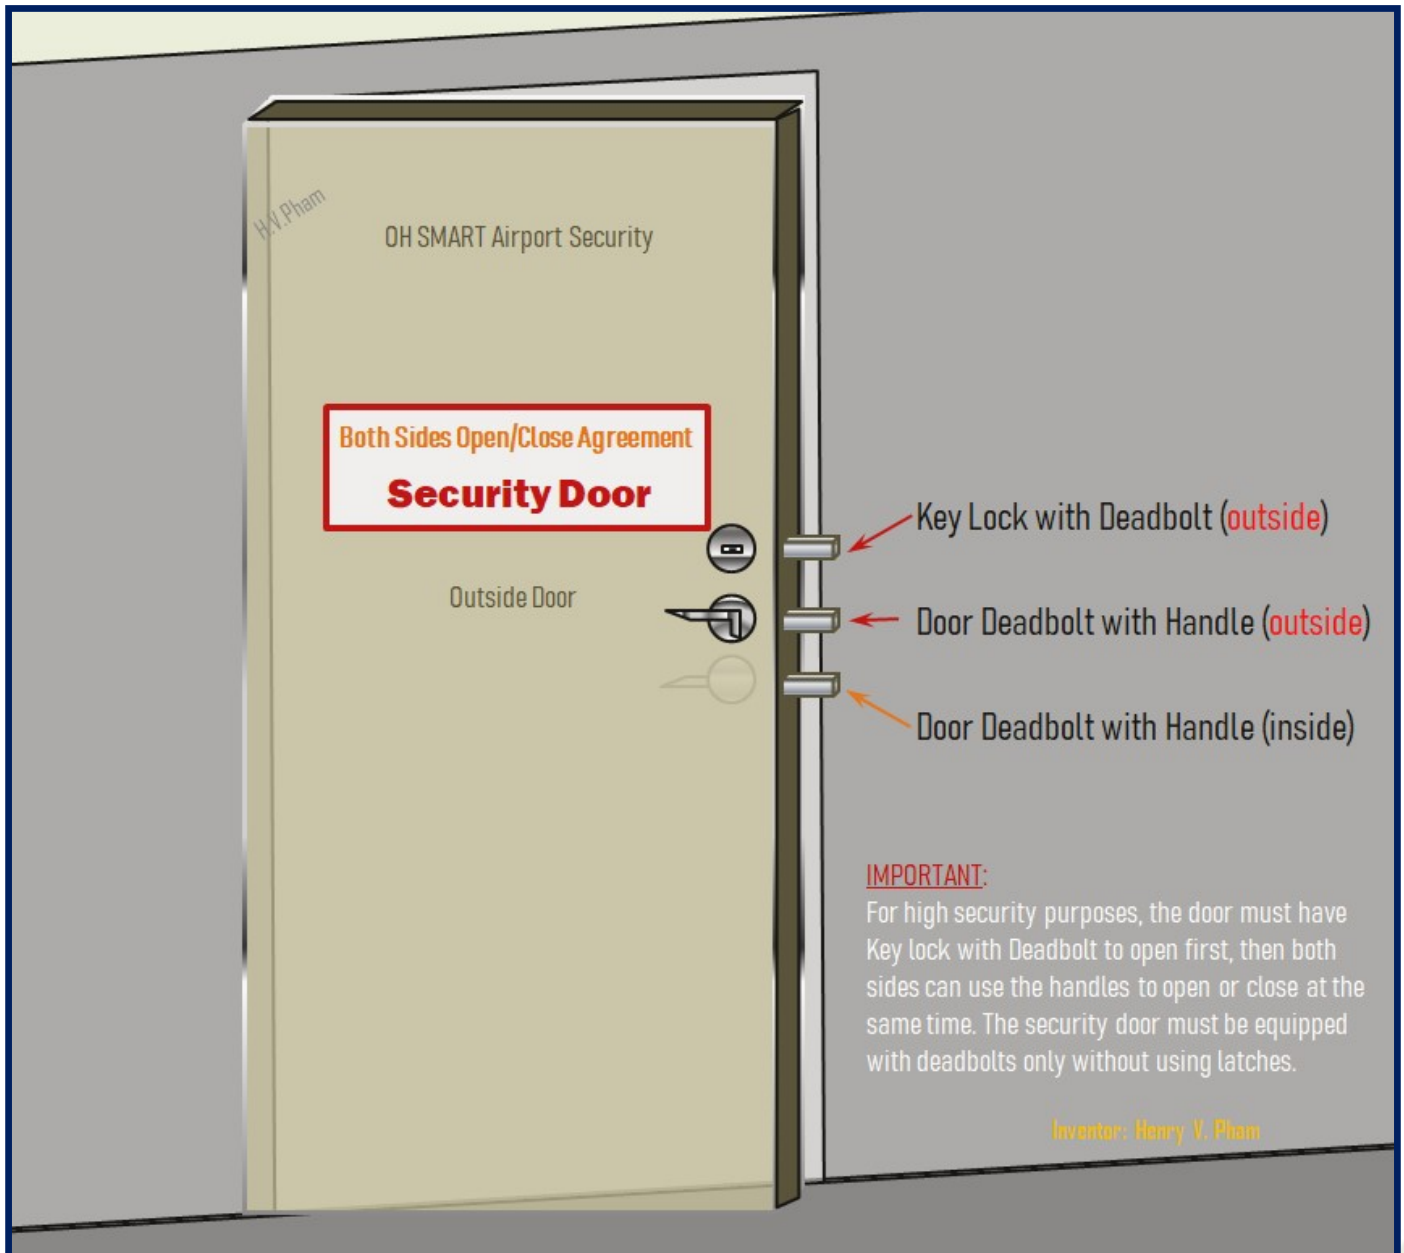 H.V.Pham
OH SMART Airport Security
Both Sides Open/Close Agreement
Security Door
Outside Door
Key Lock with Deadbolt (outside)
Door Deadbolt with Handle (outside)
Door Deadbolt with Handle (inside)
IMPORTANT:
For high security purposes, the door must have
Key lock with Deadbolt to open first, then both
sides can use the handles to open or close at the
same time. The security door must be equipped
with deadbolts only without using latches.
Inventor: Henry V. Pham